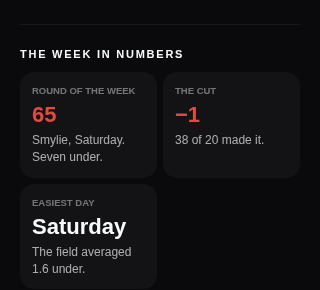 THE WEEK IN NUMBERS
ROUND OF THE WEEK
65
Smylie, Saturday.
Seven under.
THE CUT
−1
38 of 20 made it.
EASIEST DAY
Saturday
The field averaged
1.6 under.